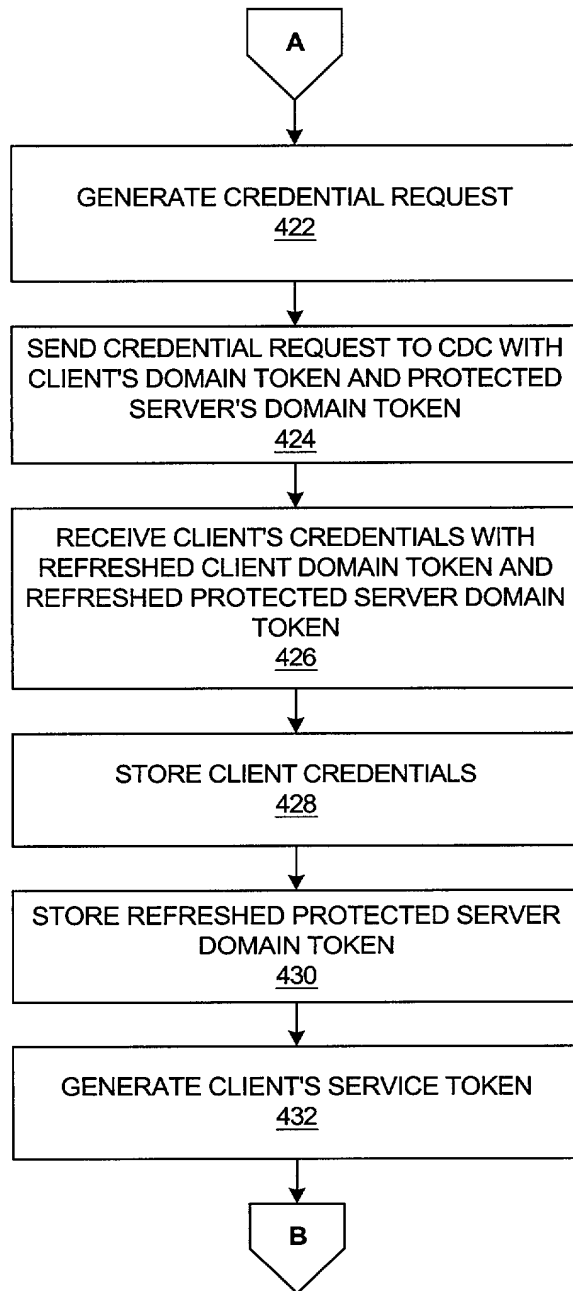 A
GENERATE CREDENTIAL REQUEST
422
SEND CREDENTIAL REQUEST TO CDC WITH
CLIENT'S DOMAIN TOKEN AND PROTECTED
SERVER'S DOMAIN TOKEN
424
RECEIVE CLIENT'S CREDENTIALS WITH
REFRESHED CLIENT DOMAIN TOKEN AND
REFRESHED PROTECTED SERVER DOMAIN
TOKEN
426
STORE CLIENT CREDENTIALS
428
STORE REFRESHED PROTECTED SERVER
DOMAIN TOKEN
430
GENERATE CLIENT'S SERVICE TOKEN
432
B